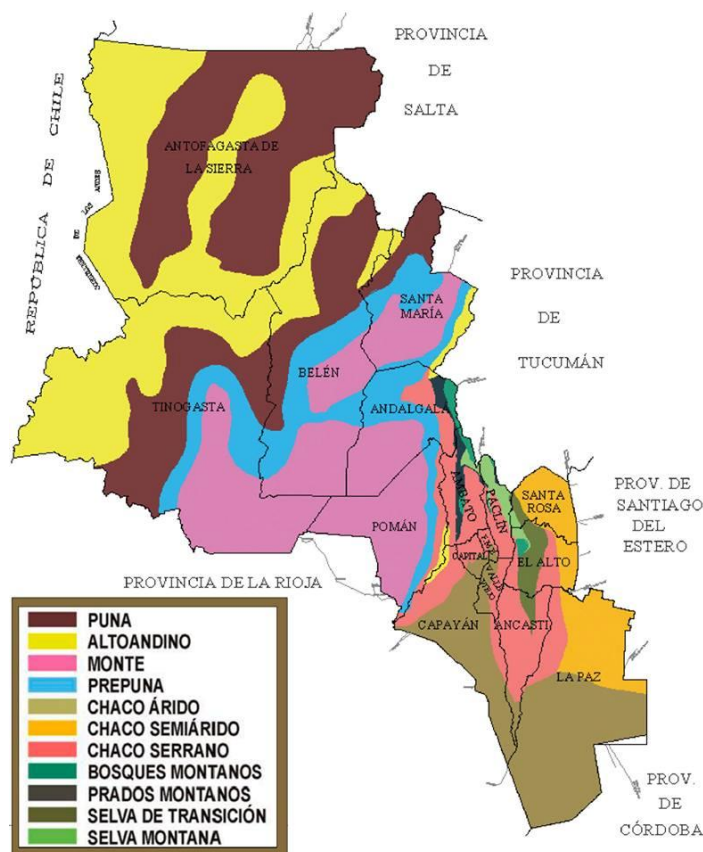 PROVINCIA
DE
SALTA
REPÚBLICA DE CHILE
ANTOFAGASTA DE
LA SIERRA
PROVINCIA
DE
TUCUMÁN
SANTA
MARÍA
BELÉN
TINOGASTA
ANDALGALÁ
AMBATO
PACLÍN
SANTA
ROSA
PROV. DE
SANTIAGO
DEL
ESTERO
POMÁN
CAPITAL
EL ALTO
VALLE
PROVINCIA DE LA RIOJA
CAPAYÁN
ANCASTI
LA PAZ
PROV.
DE
CÓRDOBA
PUNA
ALTOANDINO
MONTE
PREPUNA
CHACO ÁRIDO
CHACO SEMIÁRIDO
CHACO SERRANO
BOSQUES MONTANOS
PRADOS MONTANOS
SELVA DE TRANSICIÓN
SELVA MONTANA